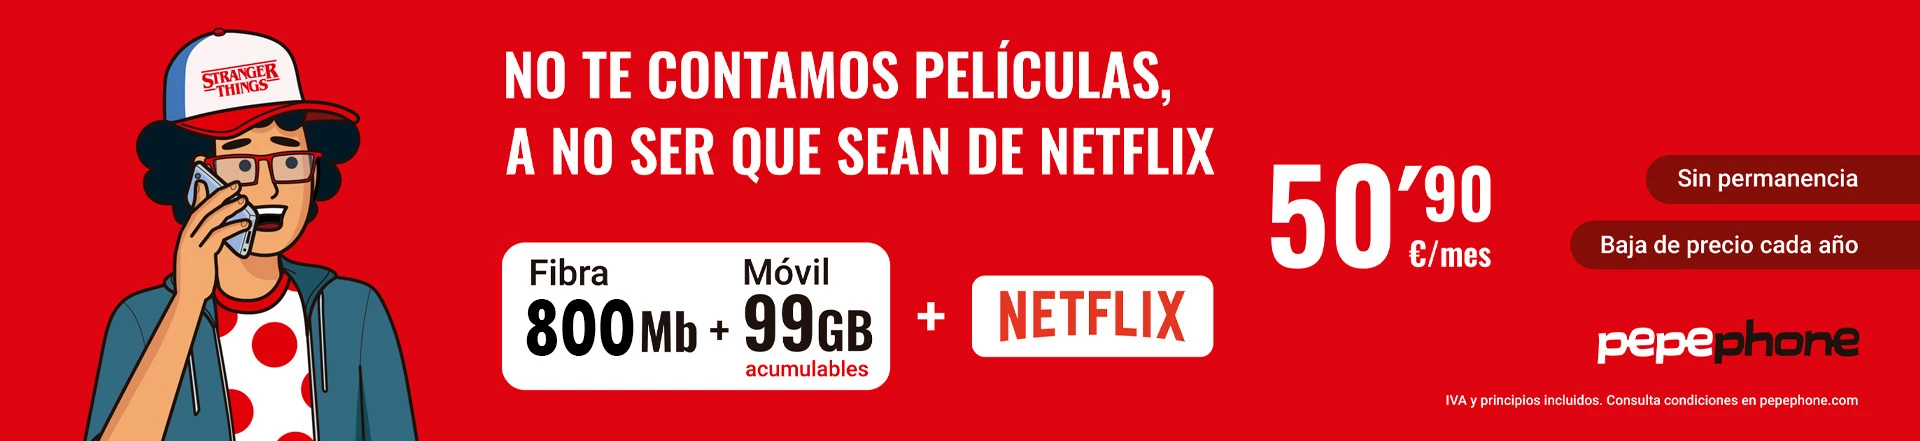 STRANGER
THINGS
NO TE CONTAMOS PELÍCULAS,
A NO SER QUE SEAN DE NETFLIX
Fibra
800Mb + 
Móvil
99GB
acumulables
+
NETFLIX
50'90
€/mes
Sin permanencia
Baja de precio cada año
pepephone
IVA y principios incluidos. Consulta condiciones en pepephone.com